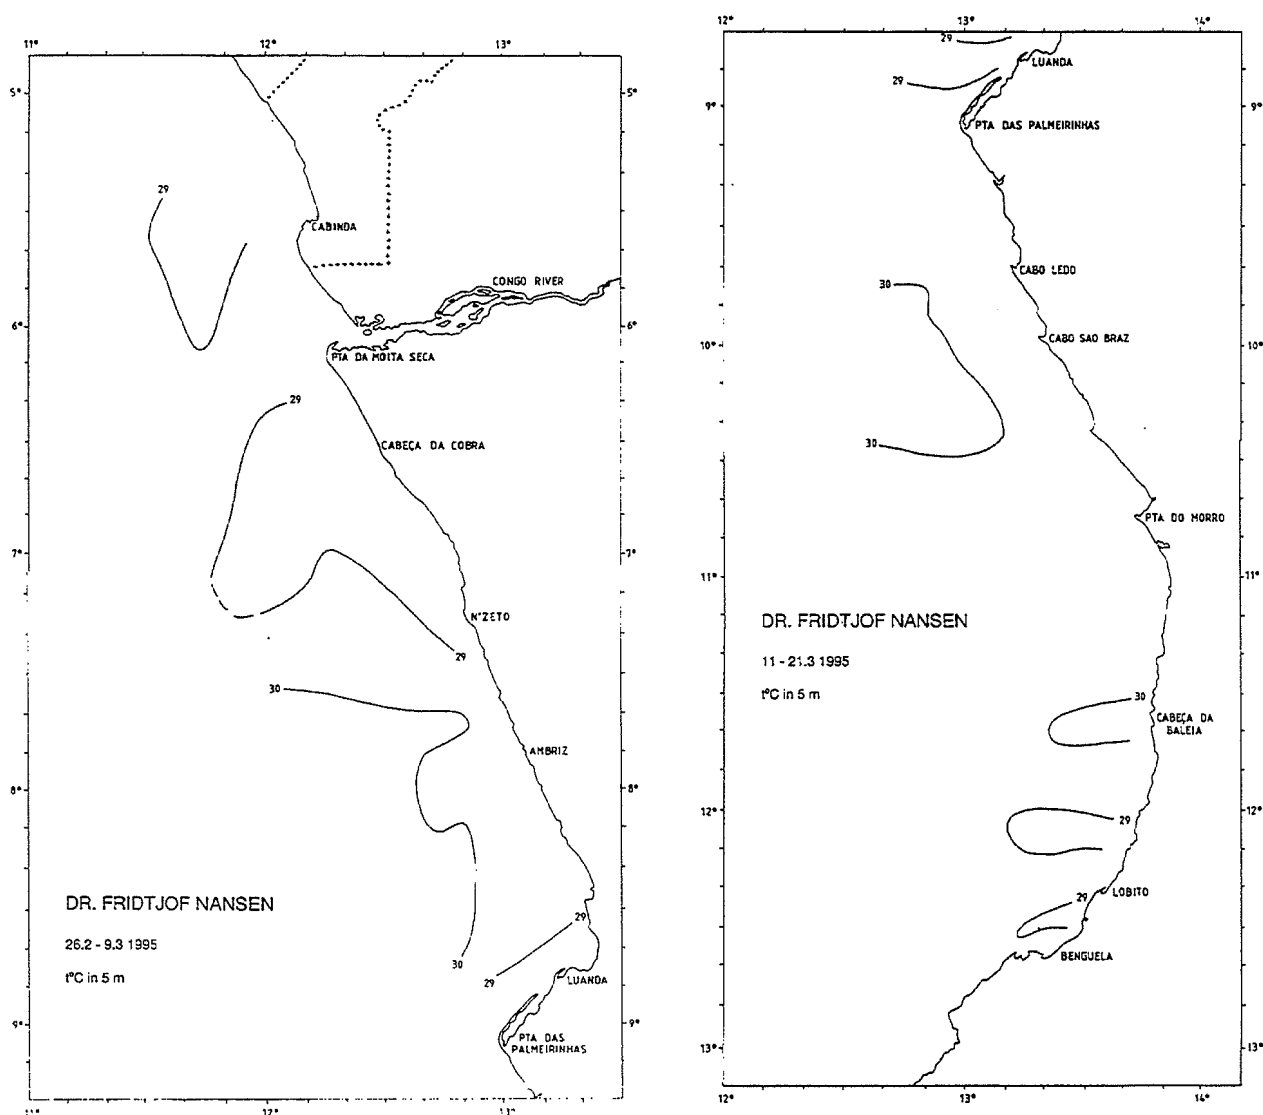 11°
12°
13°
5°
5°
29
CABINDA
CONGO RIVER
6°
6°
PTA DA MOITA SECA
29
CABEÇA DA COBRA
7°
7°
N'ZETO
29
30
AMBRIZ
8°
8°
DR. FRIDTJOF NANSEN
26.2 - 9.3 1995
t°C in 5 m
29
30
29
LUANDA
9°
9°
PTA DAS
PALMEIRINHAS
11°
12°
13°
12°
13°
14°
29
LUANDA
29
9°
9°
PTA DAS PALMEIRINHAS
CABO LEDO
30
10°
10°
CABO SAO BRAZ
30
PTA DO MORRO
11°
11°
DR. FRIDTJOF NANSEN
11 - 21.3 1995
t°C in 5 m
30
CABEÇA DA
BALEIA
12°
12°
29
29
LOBITO
BENGUELA
13°
13°
12°
13°
14°